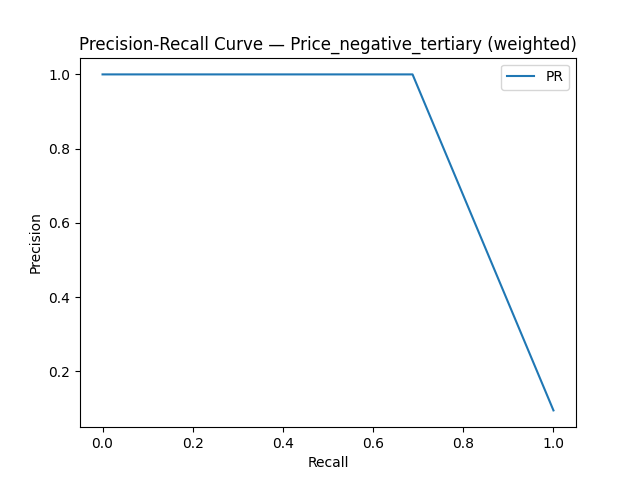 Precision-Recall Curve — Price_negative_tertiary (weighted)
PR
1.0
0.8
0.6
0.4
0.2
Precision
0.0
0.2
0.4
0.6
0.8
1.0
Recall